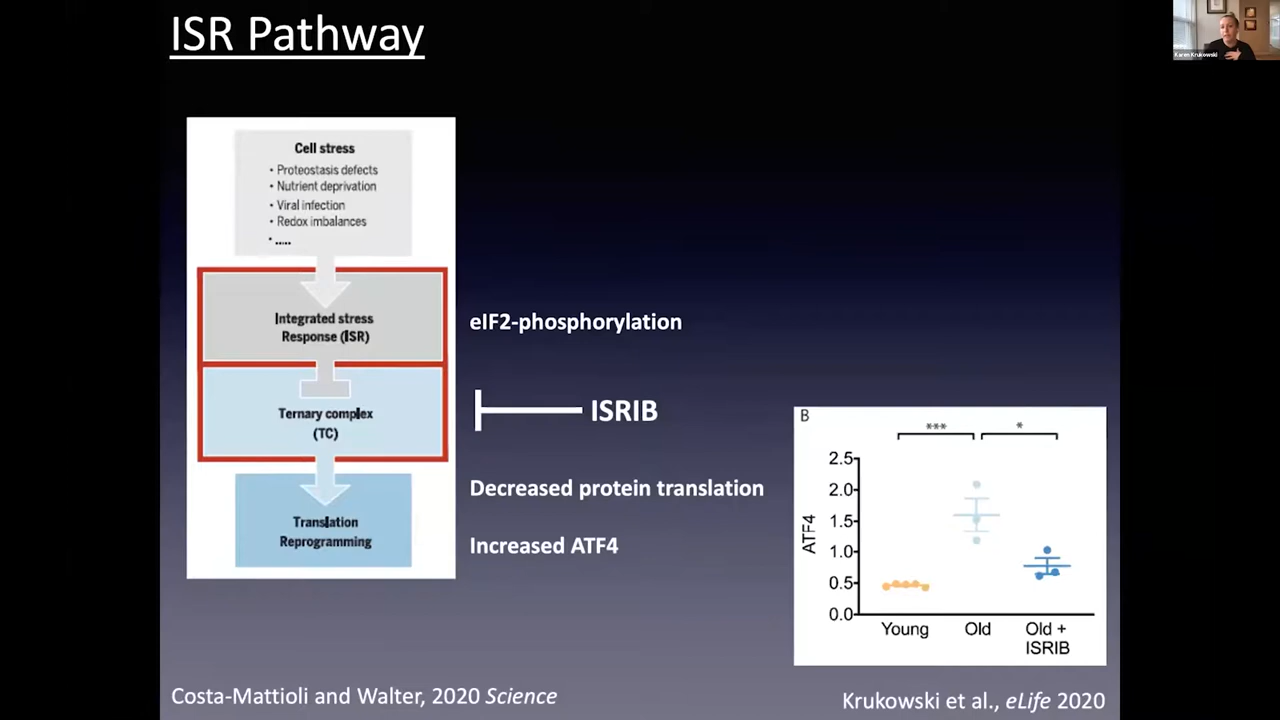 ISR Pathway
Karen Krukowski
Cell stress
• Proteostasis defects
• Nutrient deprivation
• Viral infection
• Redox imbalances
• .....
Integrated stress
Response (ISR)
eIF2-phosphorylation
Ternary complex
(TC)
ISRIB
Decreased protein translation
Translation
Reprogramming
Increased ATF4
B
***
*
2.5
2.0
1.5
1.0
0.5
0.0
ATF4
Young
Old
Old +
ISRIB
Costa-Mattioli and Walter, 2020 Science
Krukowski et al., eLife 2020